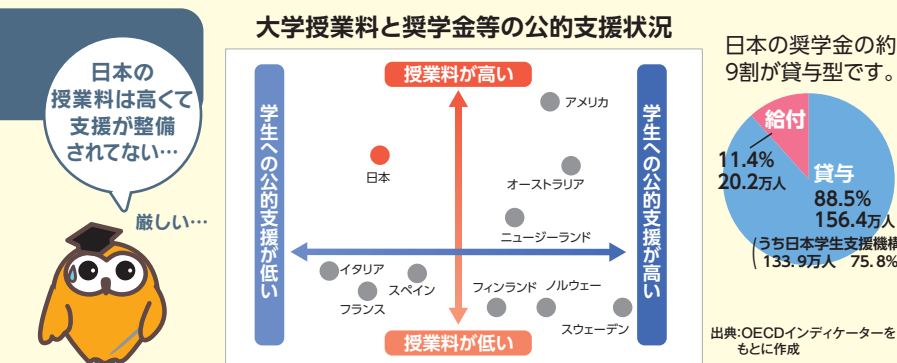 大学授業料と奨学金等の公的支援状況
日本の
授業料は高くて
支援が整備
されてない…
厳しい…
学生への公的支援が低い
授業料が高い
アメリカ
日本
オーストラリア
ニュージーランド
イタリア
スペイン
フランス
フィンランド
ノルウェー
スウェーデン
授業料が低い
学生への公的支援が高い
日本の奨学金の約
9割が貸与型です。
給付
11.4%
20.2万人
貸与
88.5%
156.4万人
(うち日本学生支援機構
133.9万人 75.8%
出典:OECDインディケーターを
もとに作成